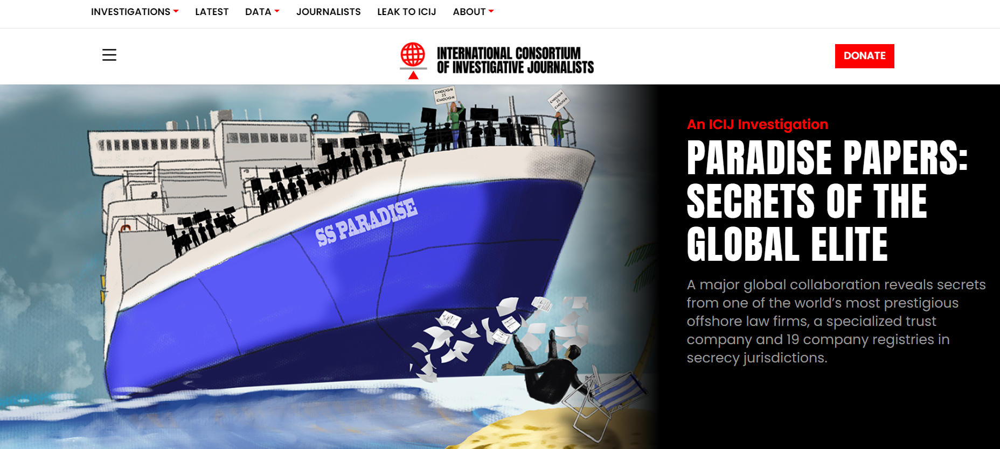 INVESTIGATIONS LATEST DATA JOURNALISTS LEAK TO ICIJ ABOUT
INTERNATIONAL CONSORTIUM
OF INVESTIGATIVE JOURNALISTS
DONATE
ENOUGH
IS
ENOUGH
ENOUGH
IS
ENOUGH
SS PARADISE
An ICIJ Investigation
PARADISE PAPERS:
SECRETS OF THE
GLOBAL ELITE
A major global collaboration reveals secrets
from one of the world’s most prestigious
offshore law firms, a specialized trust
company and 19 company registries in
secrecy jurisdictions.